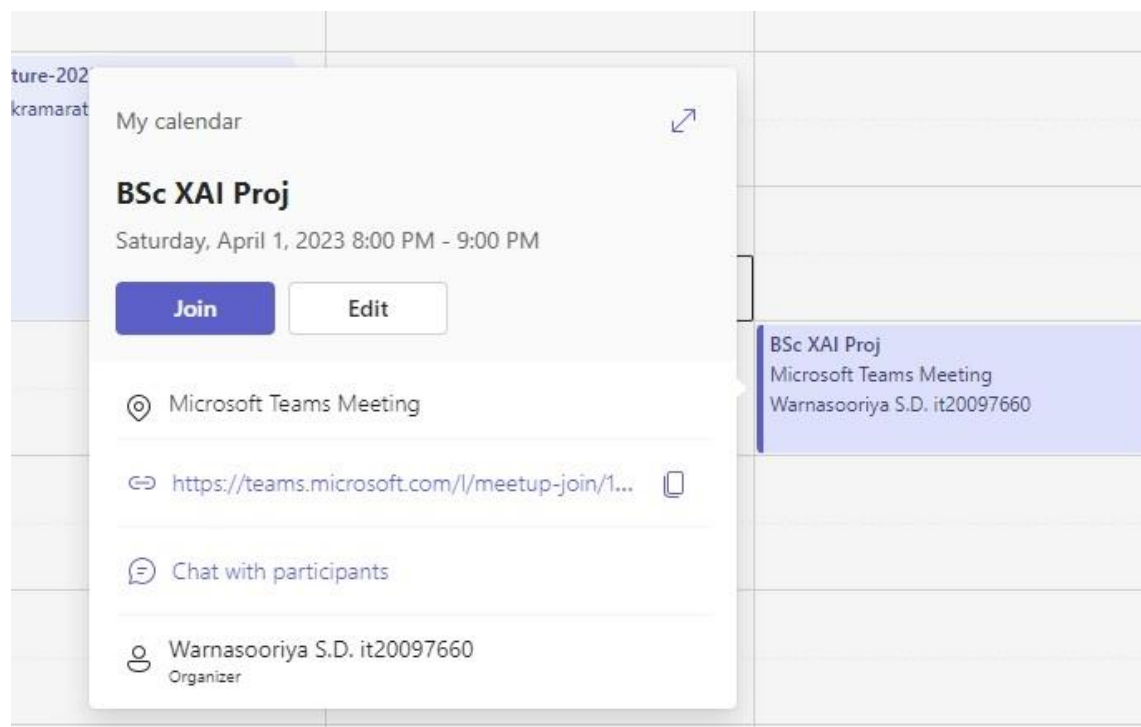 ture-202
kramarat
My calendar
BSc XAI Proj
Saturday, April 1, 2023 8:00 PM - 9:00 PM
Join
Edit
Microsoft Teams Meeting
https://teams.microsoft.com/l/meetup-join/1...
Chat with participants
Warnasooriya S.D. it20097660
Organizer
BSc XAI Proj
Microsoft Teams Meeting
Warnasooriya S.D. it20097660